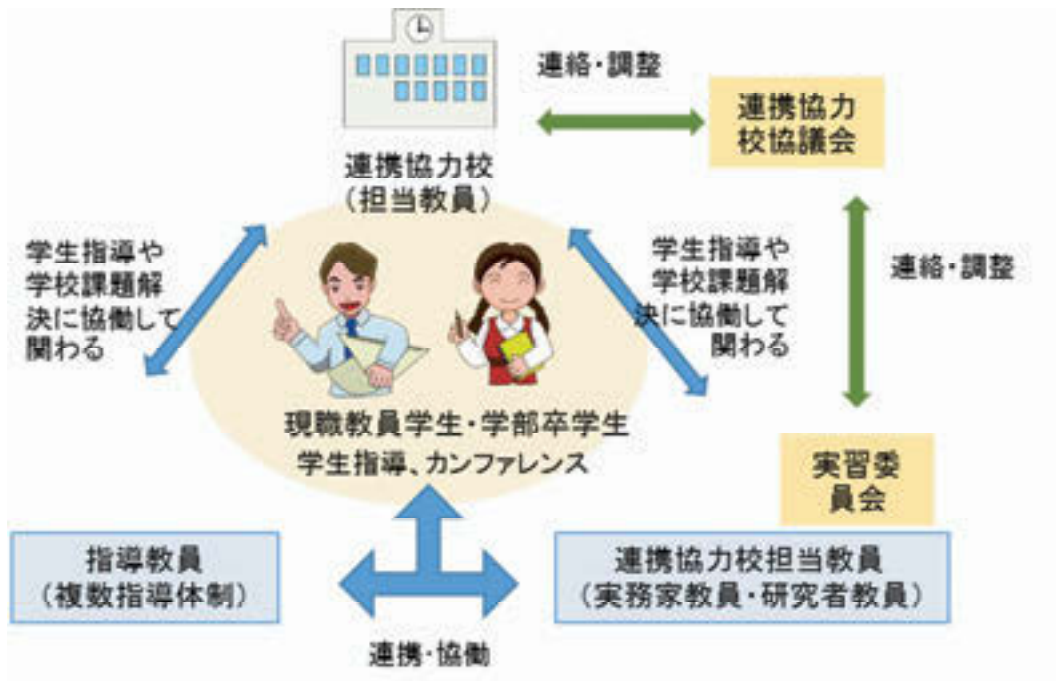 連絡・調整
連携協力
校協議会
連携協力校
（担当教員）
学生指導や
学校課題解
決に協働して
関わる
学生指導や
学校課題解
決に協働して
関わる
連絡・調整
現職教員学生・学部卒学生
学生指導、カンファレンス
実習委
員会
指導教員
（複数指導体制）
連携協力校担当教員
（実務家教員・研究者教員）
連携・協働